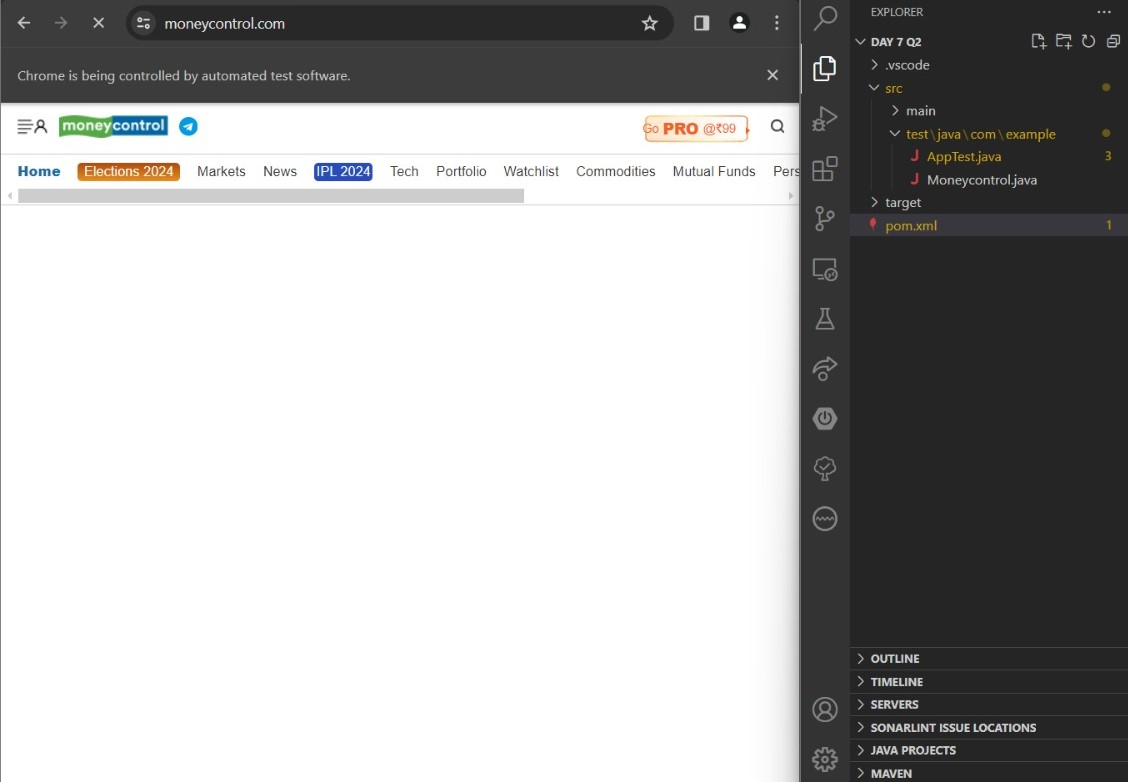 moneycontrol.com
Chrome is being controlled by automated test software.
moneycontrol
Go PRO @₹99
Home Elections 2024 Markets News IPL 2024 Tech Portfolio Watchlist Commodities Mutual Funds Pers
EXPLORER
DAY 7 Q2
.vscode
src
main
test\java\com\example
AppTest.java 3
Moneycontrol.java
target
pom.xml 1
OUTLINE
TIMELINE
SERVERS
SONARLINT ISSUE LOCATIONS
JAVA PROJECTS
MAVEN